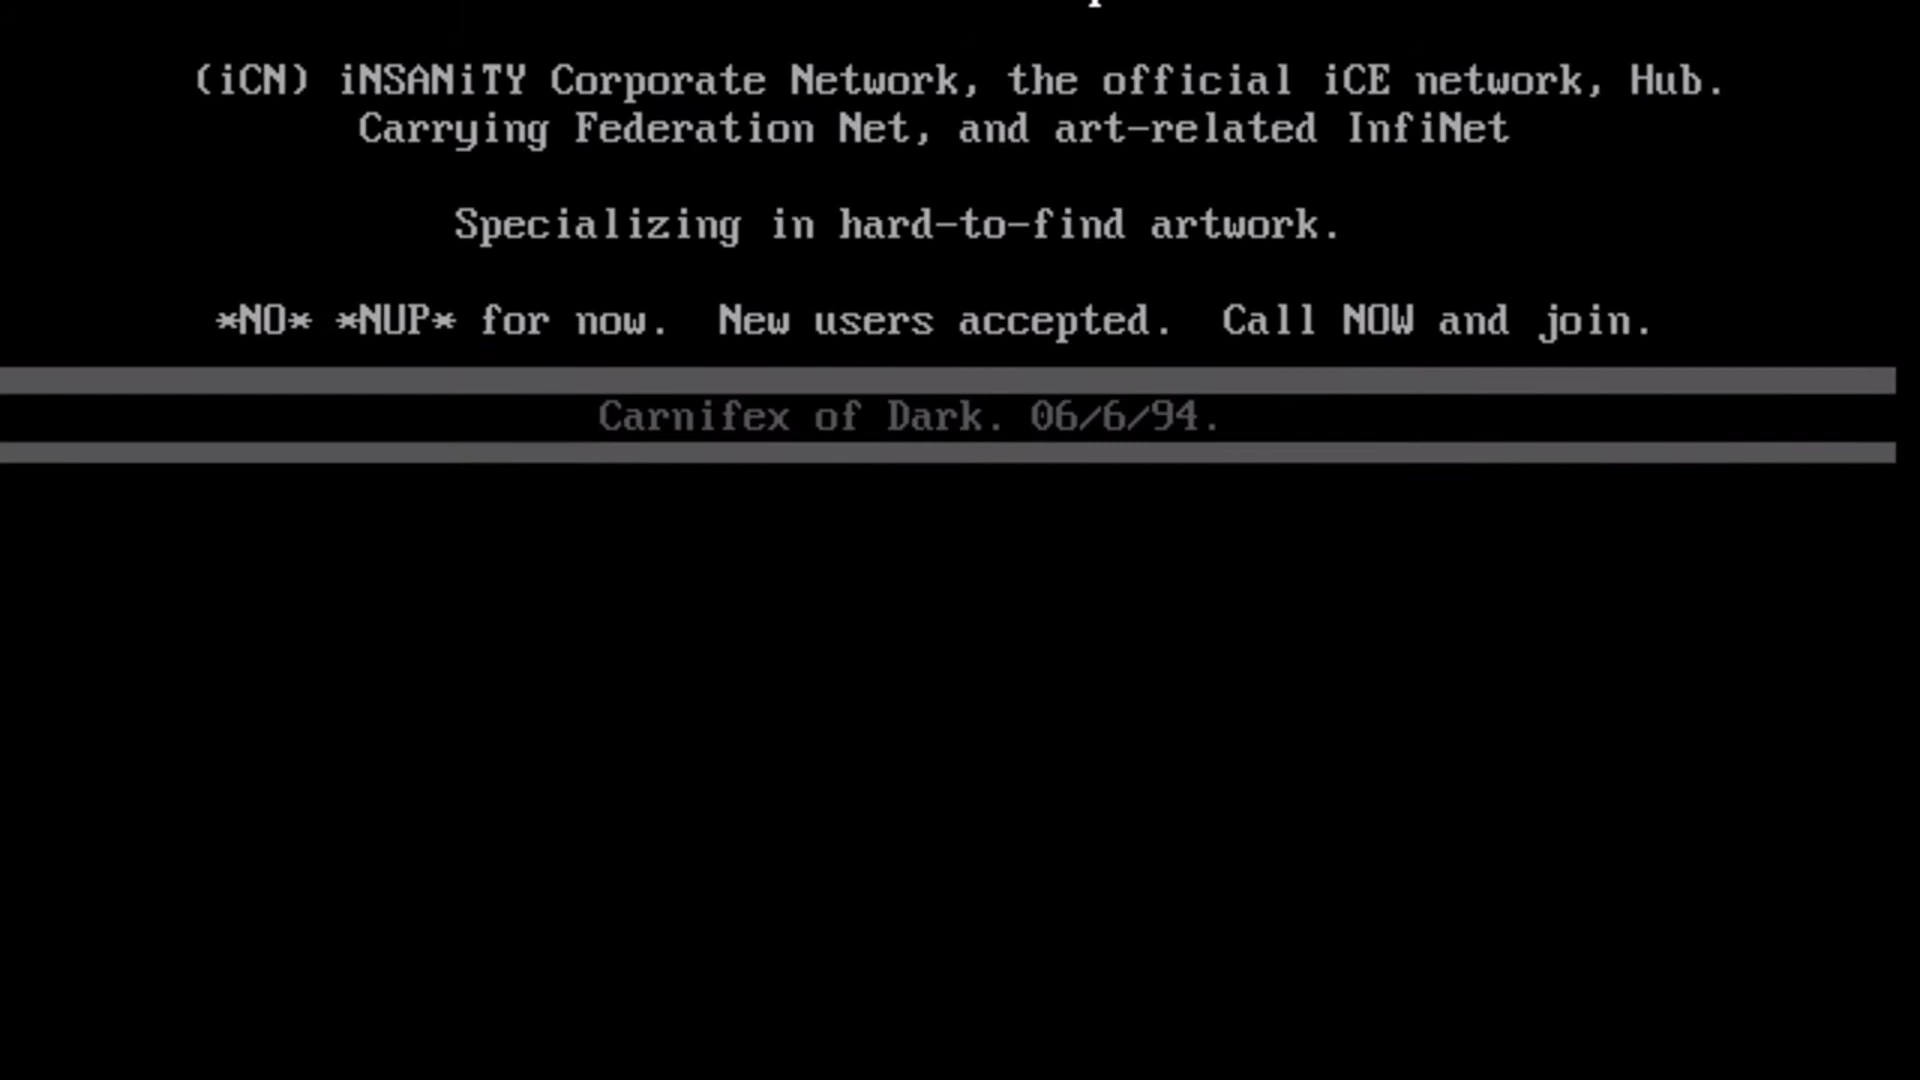 (iCN) iNSANiTY Corporate Network, the official iCE network, Hub.
Carrying Federation Net, and art-related InfiNet
Specializing in hard-to-find artwork.
*NO* *NUP* for now.  New users accepted.  Call NOW and join.
Carnifex of Dark. 06/6/94.